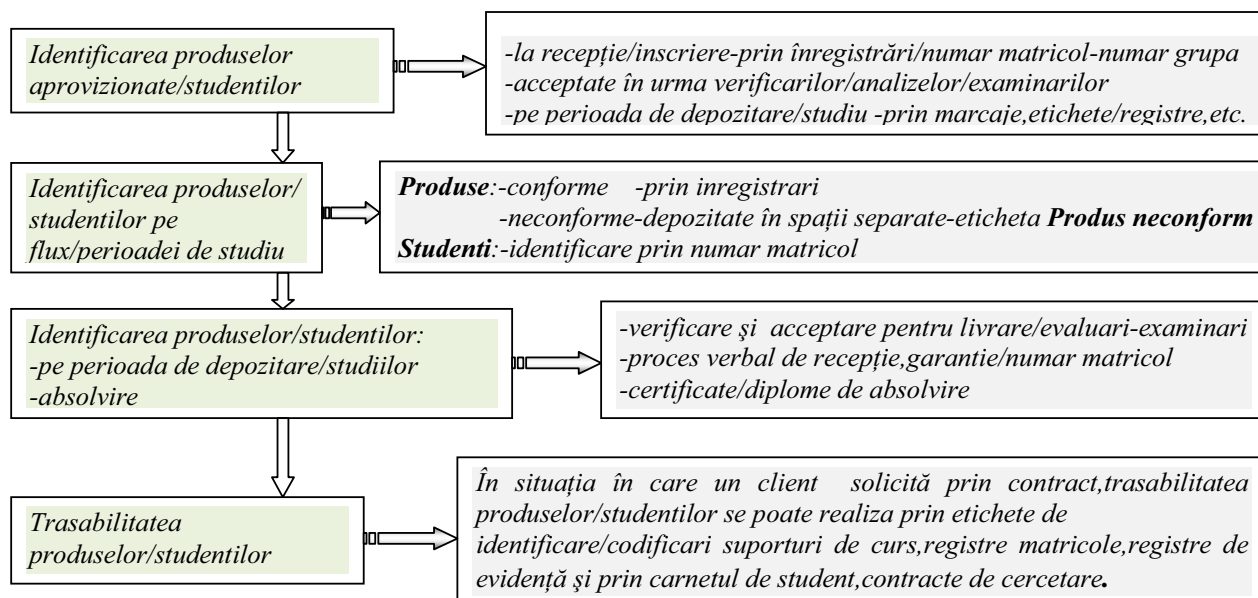 Identificarea produselor
aprovizionate/studentilor
-la recepție/inscriere-prin înregistrări/numar matricol-numar grupa
-acceptate în urma verificarilor/analizelor/examinarilor
-pe perioada de depozitare/studiu -prin marcaje,etichete/registre,etc.
Identificarea produselor/
studentilor pe
flux/perioadei de studiu
Produse:-conforme -prin inregistrari
-neconforme-depozitate în spații separate-eticheta Produs neconform
Studenti:-identificare prin numar matricol
Identificarea produselor/studentilor:
-pe perioada de depozitare/studiilor
-absolvire
-verificare şi acceptare pentru livrare/evaluari-examinari
-proces verbal de recepție,garantie/numar matricol
-certificate/diplome de absolvire
Trasabilitatea
produselor/studentilor
În situația în care un client solicită prin contract,trasabilitatea
produselor/studentilor se poate realiza prin etichete de
identificare/codificari suporturi de curs,registre matricole,registre de
evidență şi prin carnetul de student,contracte de cercetare.